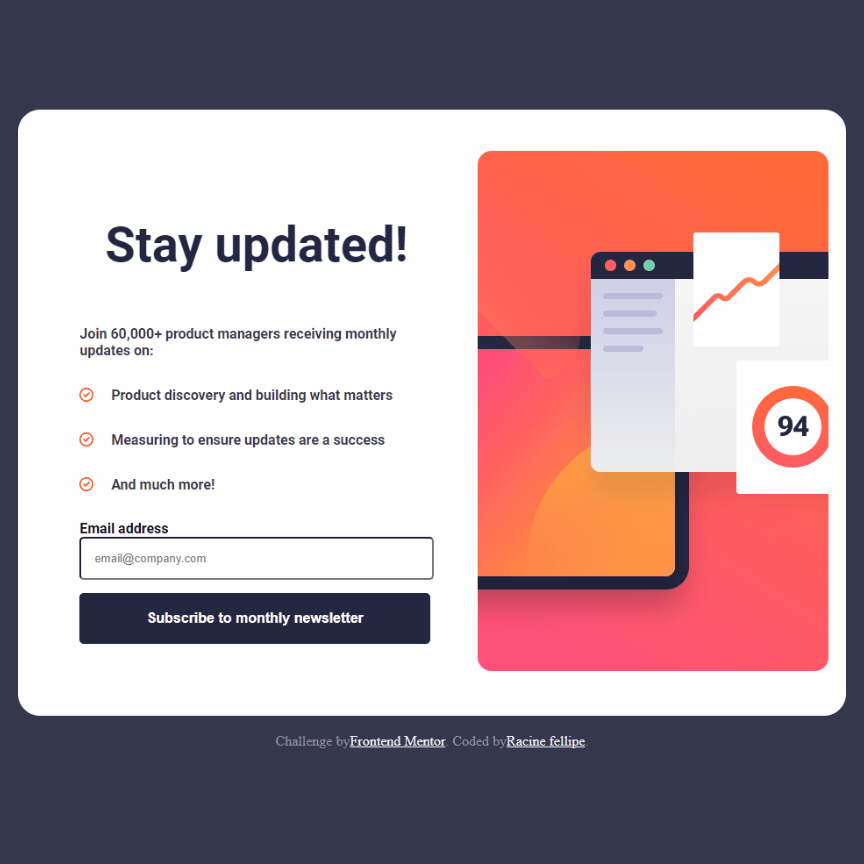 Stay updated!
Join 60,000+ product managers receiving monthly
updates on:
Product discovery and building what matters
Measuring to ensure updates are a success
And much more!
Email address
email@company.com
Subscribe to monthly newsletter
94
Challenge byFrontend Mentor. Coded byRacine fellipe.